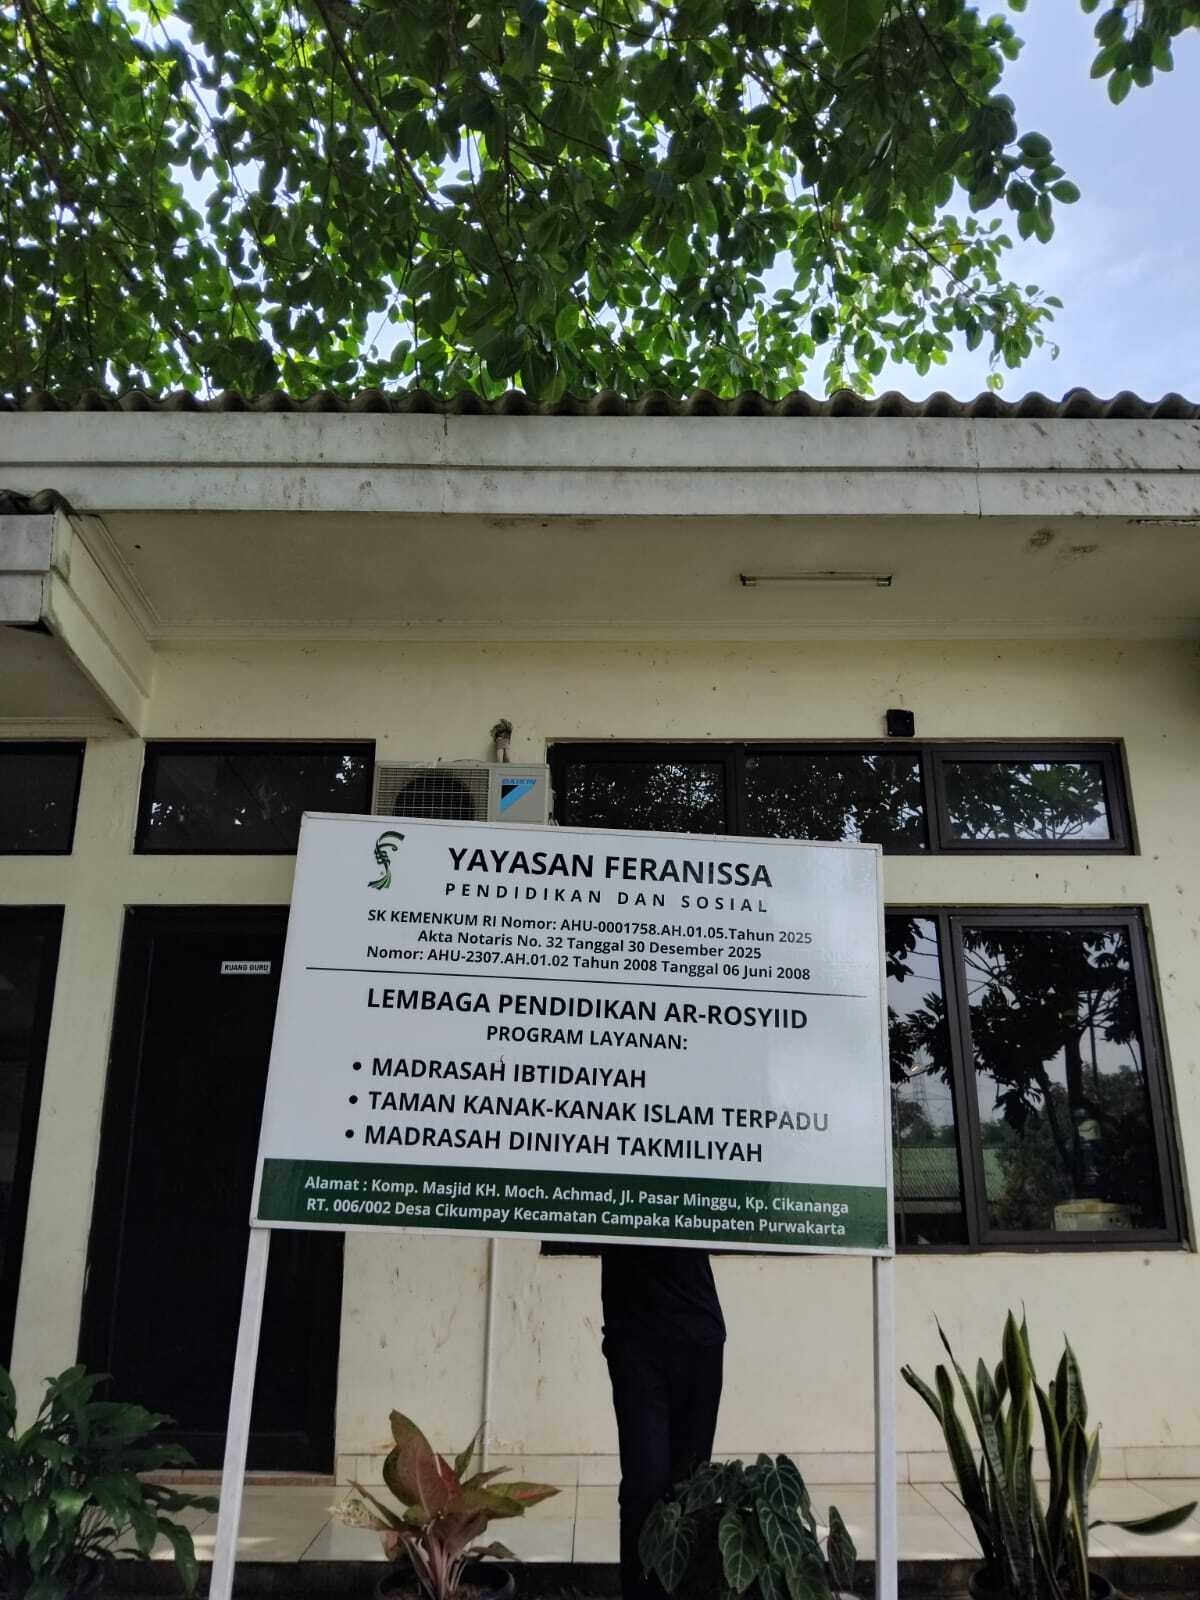 DAIKIN
RUANG GURU
YAYASAN FERANISSA
PENDIDIKAN DAN SOSIAL
SK KEMENKUM RI Nomor: AHU-0001758.AH.01.05.Tahun 2025
Akta Notaris No. 32 Tanggal 30 Desember 2025
Nomor: AHU-2307.AH.01.02 Tahun 2008 Tanggal 06 Juni 2008
LEMBAGA PENDIDIKAN AR-ROSYIID
PROGRAM LAYANAN:
• MADRASAH IBTIDAIYAH
• TAMAN KANAK-KANAK ISLAM TERPADU
• MADRASAH DINIYAH TAKMILIYAH
Alamat : Komp. Masjid KH. Moch. Achmad, Jl. Pasar Minggu, Kp. Cikananga
RT. 006/002 Desa Cikumpay Kecamatan Campaka Kabupaten Purwakarta